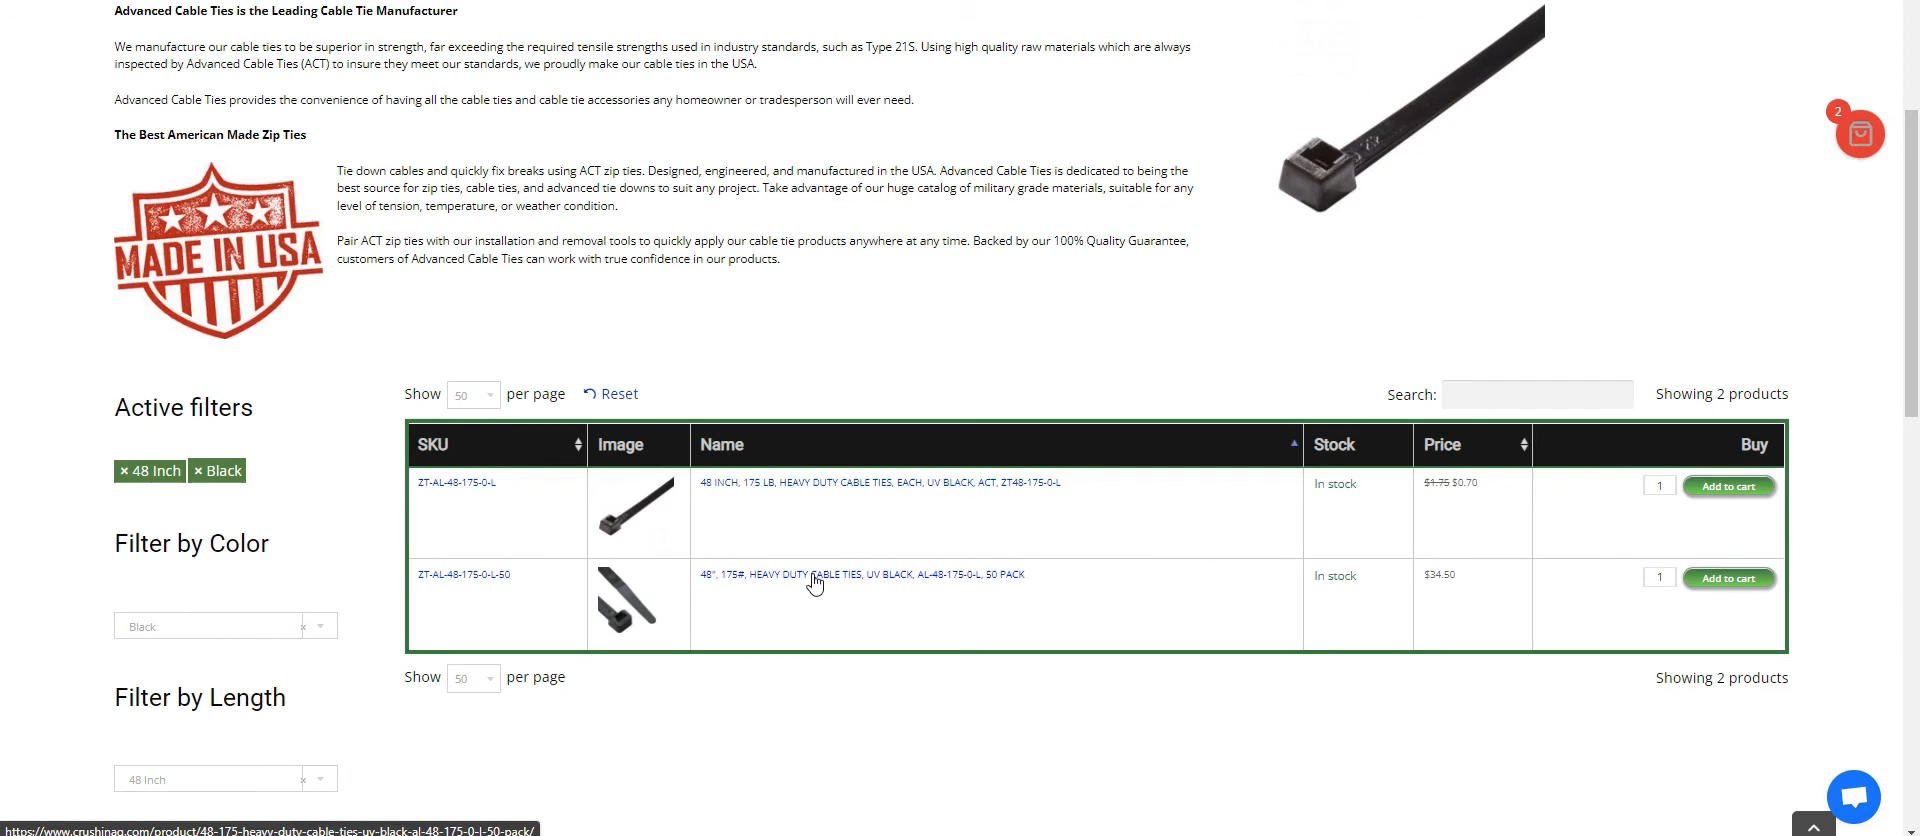 Advanced Cable Ties is the Leading Cable Tie Manufacturer
We manufacture our cable ties to be superior in strength, far exceeding the required tensile strengths used in industry standards, such as Type 21S. Using high quality raw materials which are always
inspected by Advanced Cable Ties (ACT) to insure they meet our standards, we proudly make our cable ties in the USA.
Advanced Cable Ties provides the convenience of having all the cable ties and cable tie accessories any homeowner or tradesperson will ever need.
2
The Best American Made Zip Ties
Tie down cables and quickly fix breaks using ACT zip ties. Designed, engineered, and manufactured in the USA. Advanced Cable Ties is dedicated to being the
best source for zip ties, cable ties, and advanced tie downs to suit any project. Take advantage of our huge catalog of military grade materials, suitable for any
level of tension, temperature, or weather condition.
MADE IN USA
Pair ACT zip ties with our installation and removal tools to quickly apply our cable tie products anywhere at any time. Backed by our 100% Quality Guarantee,
customers of Advanced Cable Ties can work with true confidence in our products.
Active filters
× 48 Inch × Black
Filter by Color
Black ×
Filter by Length
48 Inch ×
Show 50 per page Reset Search: Showing 2 products
SKU Image Name Stock Price Buy
ZT-AL-48-175-0-L 48 INCH, 175 LB, HEAVY DUTY CABLE TIES, EACH, UV BLACK, ACT, ZT48-175-0-L In stock $1.75 $0.70 1 Add to cart
ZT-AL-48-175-0-L-50 48", 175#, HEAVY DUTY CABLE TIES, UV BLACK, AL-48-175-0-L, 50 PACK In stock $34.50 1 Add to cart
Show 50 per page Showing 2 products
https://www.crushinag.com/product/48-175-heavy-duty-cable-ties-uv-black-al-48-175-0-l-50-pack/